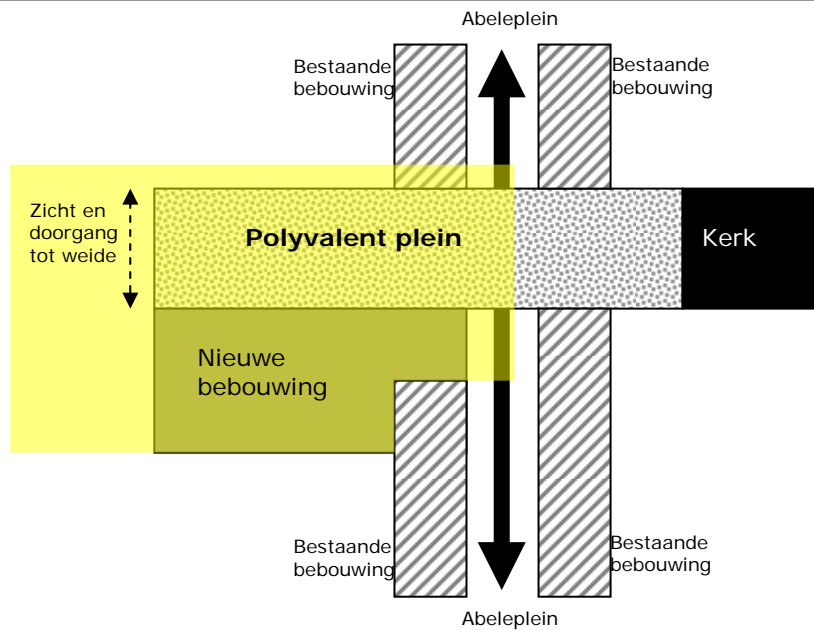 Abeleplein
Bestaande
bebouwing
Bestaande
bebouwing
Zicht en
doorgang
tot weide
Polyvalent plein
Kerk
Nieuwe
bebouwing
Bestaande
bebouwing
Bestaande
bebouwing
Abeleplein